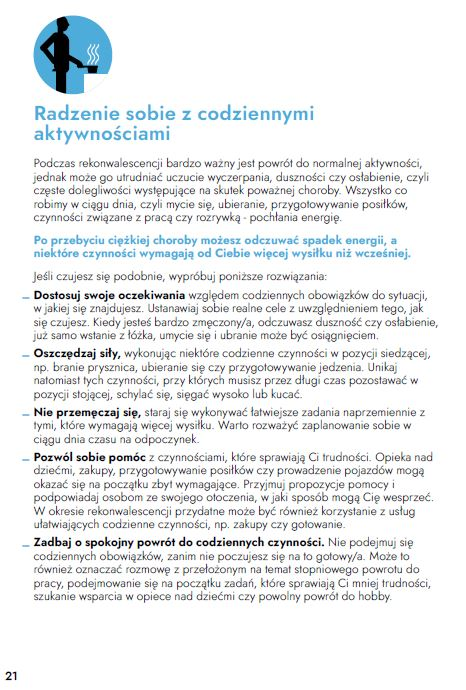 Radzenie sobie z codziennymi
aktywnościami
Podczas rekonwalescencji bardzo ważny jest powrót do normalnej aktywności,
jednak może go utrudniać uczucie wyczerpania, duszności czy osłabienie, czyli
częste dolegliwości występujące na skutek poważnej choroby. Wszystko co
robimy w ciągu dnia, czyli mycie się, ubieranie, przygotowywanie posiłków,
czynności związane z pracą czy rozrywką - pochłania energię.
Po przebyciu ciężkiej choroby możesz odczuwać spadek energii, a
niektóre czynności wymagają od Ciebie więcej wysiłku niż wcześniej.
Jeśli czujesz się podobnie, wypróbuj poniższe rozwiązania:
– Dostosuj swoje oczekiwania względem codziennych obowiązków do sytuacji,
w jakiej się znajdujesz. Ustanawiaj sobie realne cele z uwzględnieniem tego, jak
się czujesz. Kiedy jesteś bardzo zmęczony/a, odczuwasz duszność czy osłabienie,
już samo wstanie z łóżka, umycie się i ubranie może być osiągnięciem.
– Oszczędzaj siły, wykonując niektóre codzienne czynności w pozycji siedzącej,
np. branie prysznica, ubieranie się czy przygotowywanie jedzenia. Unikaj
natomiast tych czynności, przy których musisz przez długi czas pozostawać w
pozycji stojącej, schylać się, sięgać wysoko lub kucać.
– Nie przemęczaj się, staraj się wykonywać łatwiejsze zadania naprzemiennie z
tymi, które wymagają więcej wysiłku. Warto rozważyć zaplanowanie sobie w
ciągu dnia czasu na odpoczynek.
– Pozwól sobie pomóc z czynnościami, które sprawiają Ci trudności. Opieka nad
dziećmi, zakupy, przygotowywanie posiłków czy prowadzenie pojazdów mogą
okazać się na początku zbyt wymagające. Przyjmuj propozycje pomocy i
podpowiadaj osobom ze swojego otoczenia, w jaki sposób mogą Cię wesprzeć.
W okresie rekonwalescencji przydatne może być również korzystanie z usług
ułatwiających codzienne czynności, np. zakupy czy gotowanie.
– Zadbaj o spokojny powrót do codziennych czynności. Nie podejmuj się
codziennych obowiązków, zanim nie poczujesz się na to gotowy/a. Może to
również oznaczać rozmowę z przełożonym na temat stopniowego powrotu do
pracy, podejmowanie się na początku zadań, które sprawiają Ci mniej trudności,
szukanie wsparcia w opiece nad dziećmi czy powolny powrót do hobby.
21